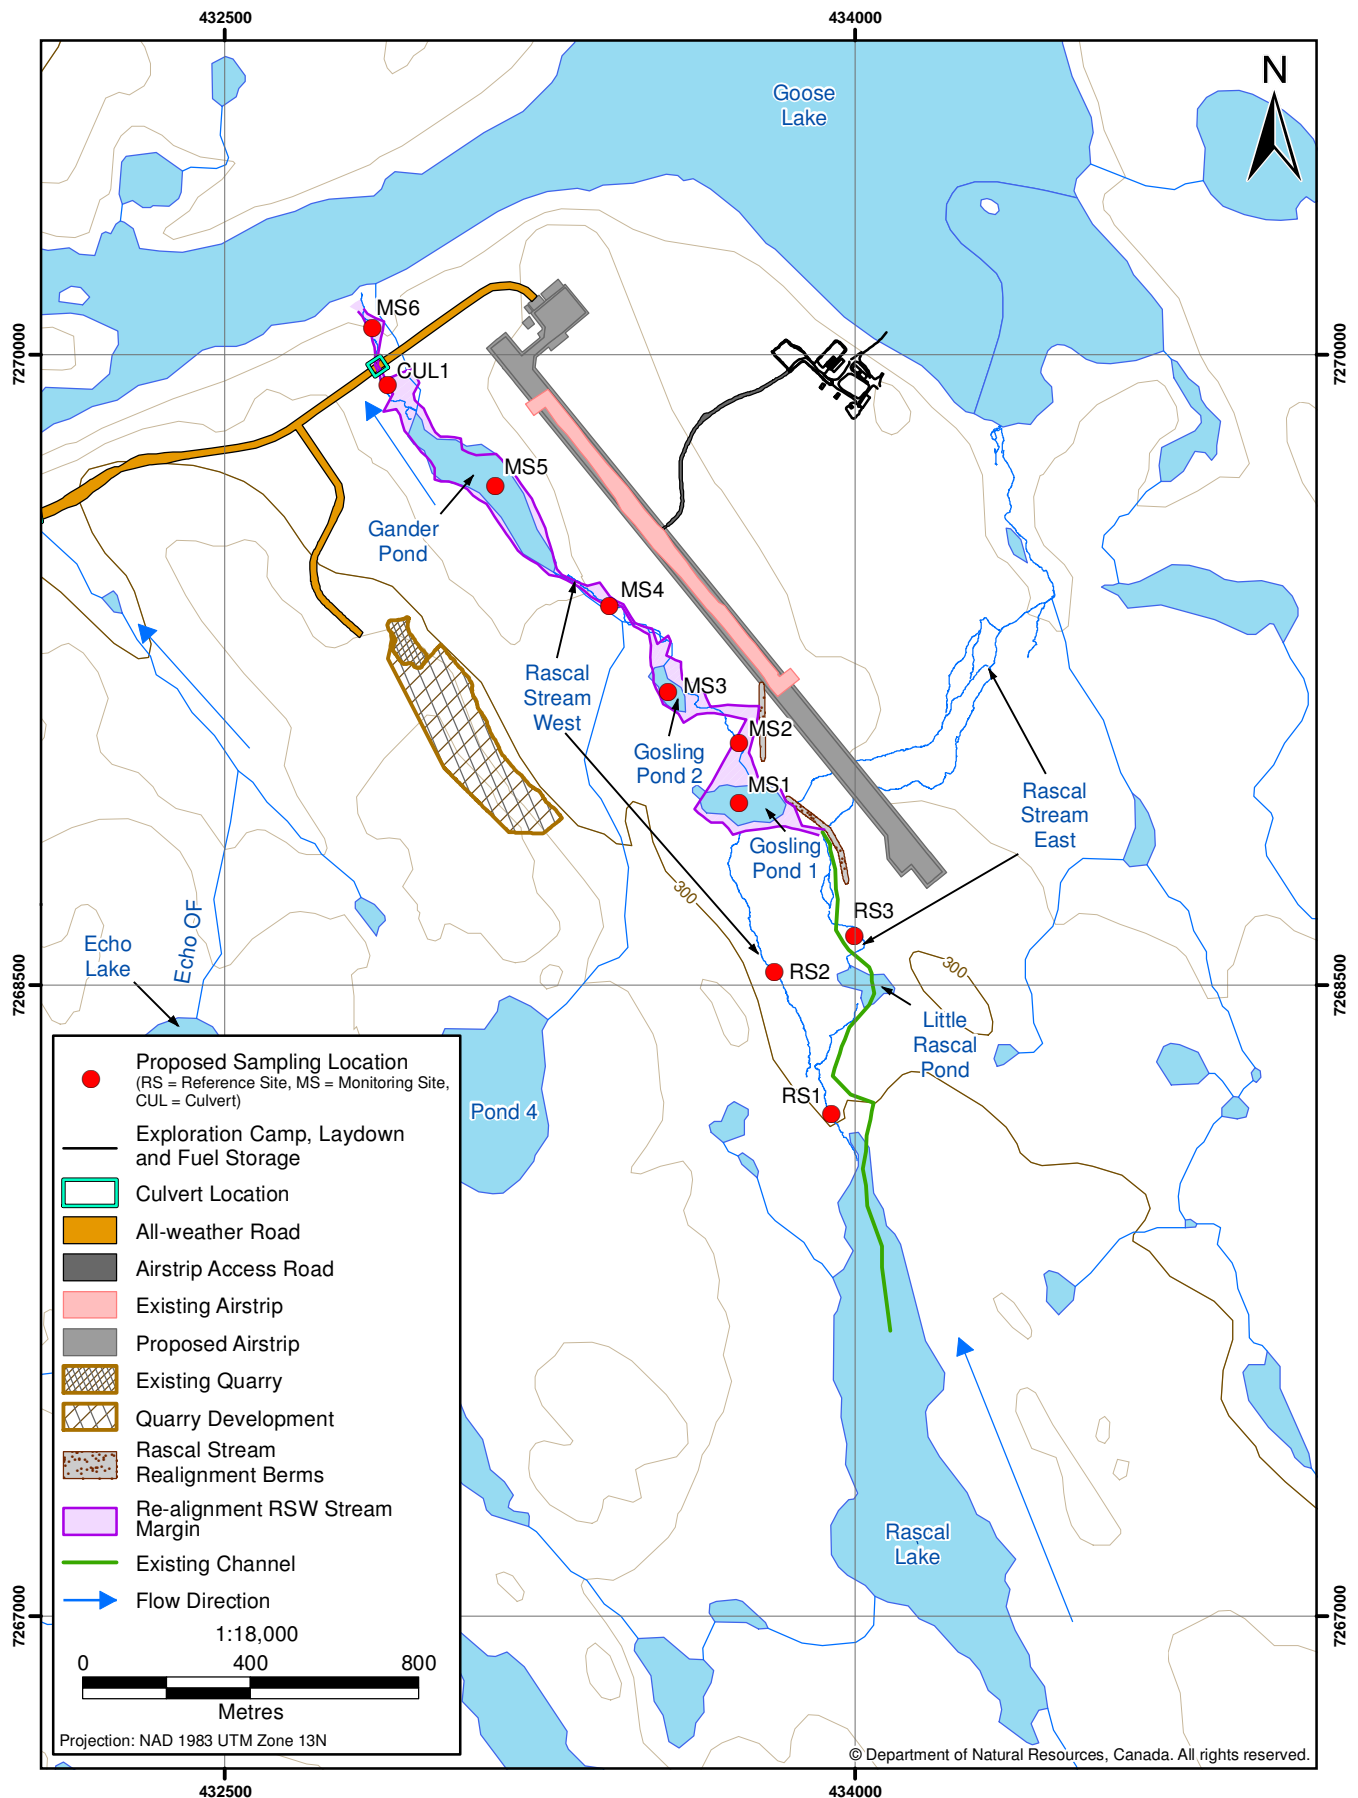 432500
434000
N
Goose
Lake
MS6
7270000
7270000
CUL1
MS5
Gander
Pond
MS4
Rascal
Stream
West
MS3
MS2
Gosling
Pond 2
MS1
Rascal
Stream
East
Gosling
Pond 1
300
RS3
Echo OF
Echo
Lake
RS2
300
7268500
7268500
Little
Rascal
Pond
RS1
Pond 4
Proposed Sampling Location
(RS = Reference Site, MS = Monitoring Site,
CUL = Culvert)
Exploration Camp, Laydown
and Fuel Storage
Culvert Location
All-weather Road
Airstrip Access Road
Existing Airstrip
Proposed Airstrip
Existing Quarry
Quarry Development
Rascal Stream
Realignment Berms
Re-alignment RSW Stream
Margin
Existing Channel
Flow Direction
Rascal
Lake
7267000
7267000
1:18,000
0 400 800
Metres
Projection: NAD 1983 UTM Zone 13N
© Department of Natural Resources, Canada. All rights reserved.
432500
434000